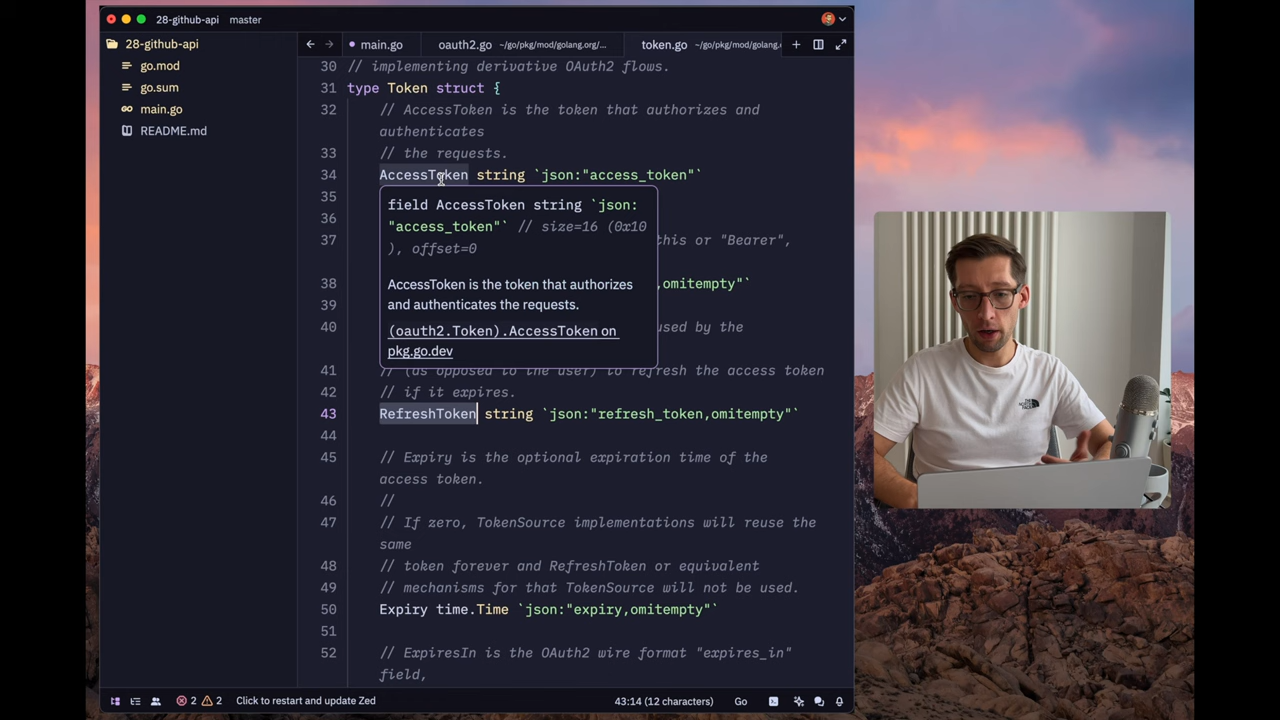 28-github-api master
28-github-api
go.mod
go.sum
main.go
README.md
main.go oauth2.go ~/go/pkg/mod/golang.org/... token.go ~/go/pkg/mod/golang.
30 // implementing derivative OAuth2 flows.
31 type Token struct {
32 // AccessToken is the token that authorizes and
authenticates
33 // the requests.
34 AccessToken string `json:"access_token"`
35
field AccessToken string `json:
"access_token"` // size=16 (0x10
), offset=0
AccessToken is the token that authorizes
and authenticates the requests.
(oauth2.Token).AccessToken on
pkg.go.dev
36
37 this or "Bearer",
38 ,omitempty"`
39
40 used by the
41 // (as opposed to the user) to refresh the access token
42 // if it expires.
43 RefreshToken string `json:"refresh_token,omitempty"`
44
45 // Expiry is the optional expiration time of the
access token.
46 //
47 // If zero, TokenSource implementations will reuse the
same
48 // token forever and RefreshToken or equivalent
49 // mechanisms for that TokenSource will not be used.
50 Expiry time.Time `json:"expiry,omitempty"`
51
52 // ExpiresIn is the OAuth2 wire format "expires_in"
field,
2 2 Click to restart and update Zed 43:14 (12 characters) Go
THE
NORTH
FACE